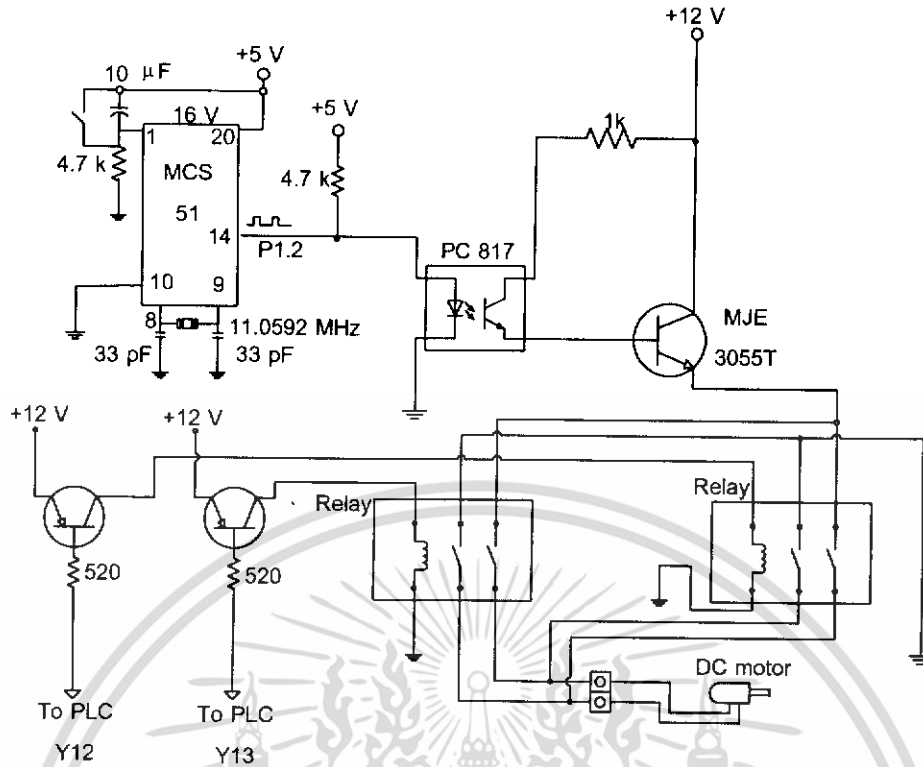 +12 V
+5 V
10 µF
+5 V
16 V
1
20
1k
4.7 k
MCS
51
4.7 k
14
P1.2
PC 817
10
9
MJE
3055T
8
11.0592 MHz
33 pF
33 pF
+12 V
+12 V
Relay
Relay
520
520
DC motor
To PLC
Y12
To PLC
Y13